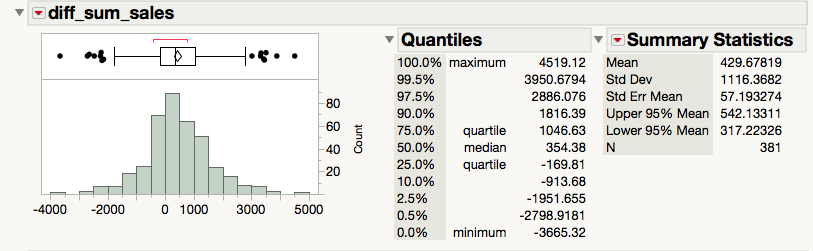 diff_sum_sales
80
60
40
20
Count
-4000 -2000 0 1000 3000 5000
Quantiles
100.0% maximum 4519.12
99.5% 3950.6794
97.5% 2886.076
90.0% 1816.39
75.0% quartile 1046.63
50.0% median 354.38
25.0% quartile -169.81
10.0% -913.68
2.5% -1951.655
0.5% -2798.9181
0.0% minimum -3665.32
Summary Statistics
Mean 429.67819
Std Dev 1116.3682
Std Err Mean 57.193274
Upper 95% Mean 542.13311
Lower 95% Mean 317.22326
N 381